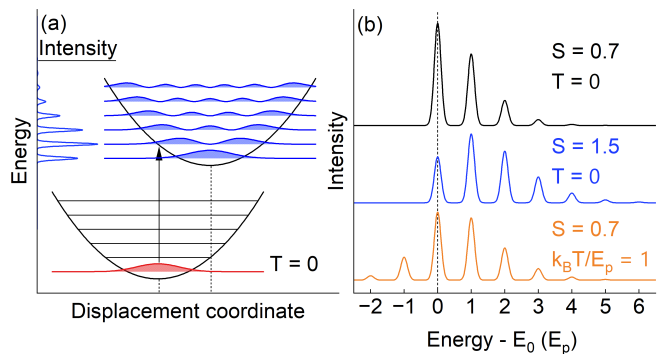 (a)
Intensity
Energy
T = 0
Displacement coordinate
(b)
Intensity
S = 0.7
T = 0
S = 1.5
T = 0
S = 0.7
k_BT/E_p = 1
-2 -1 0 1 2 3 4 5 6
Energy - E_0 (E_p)